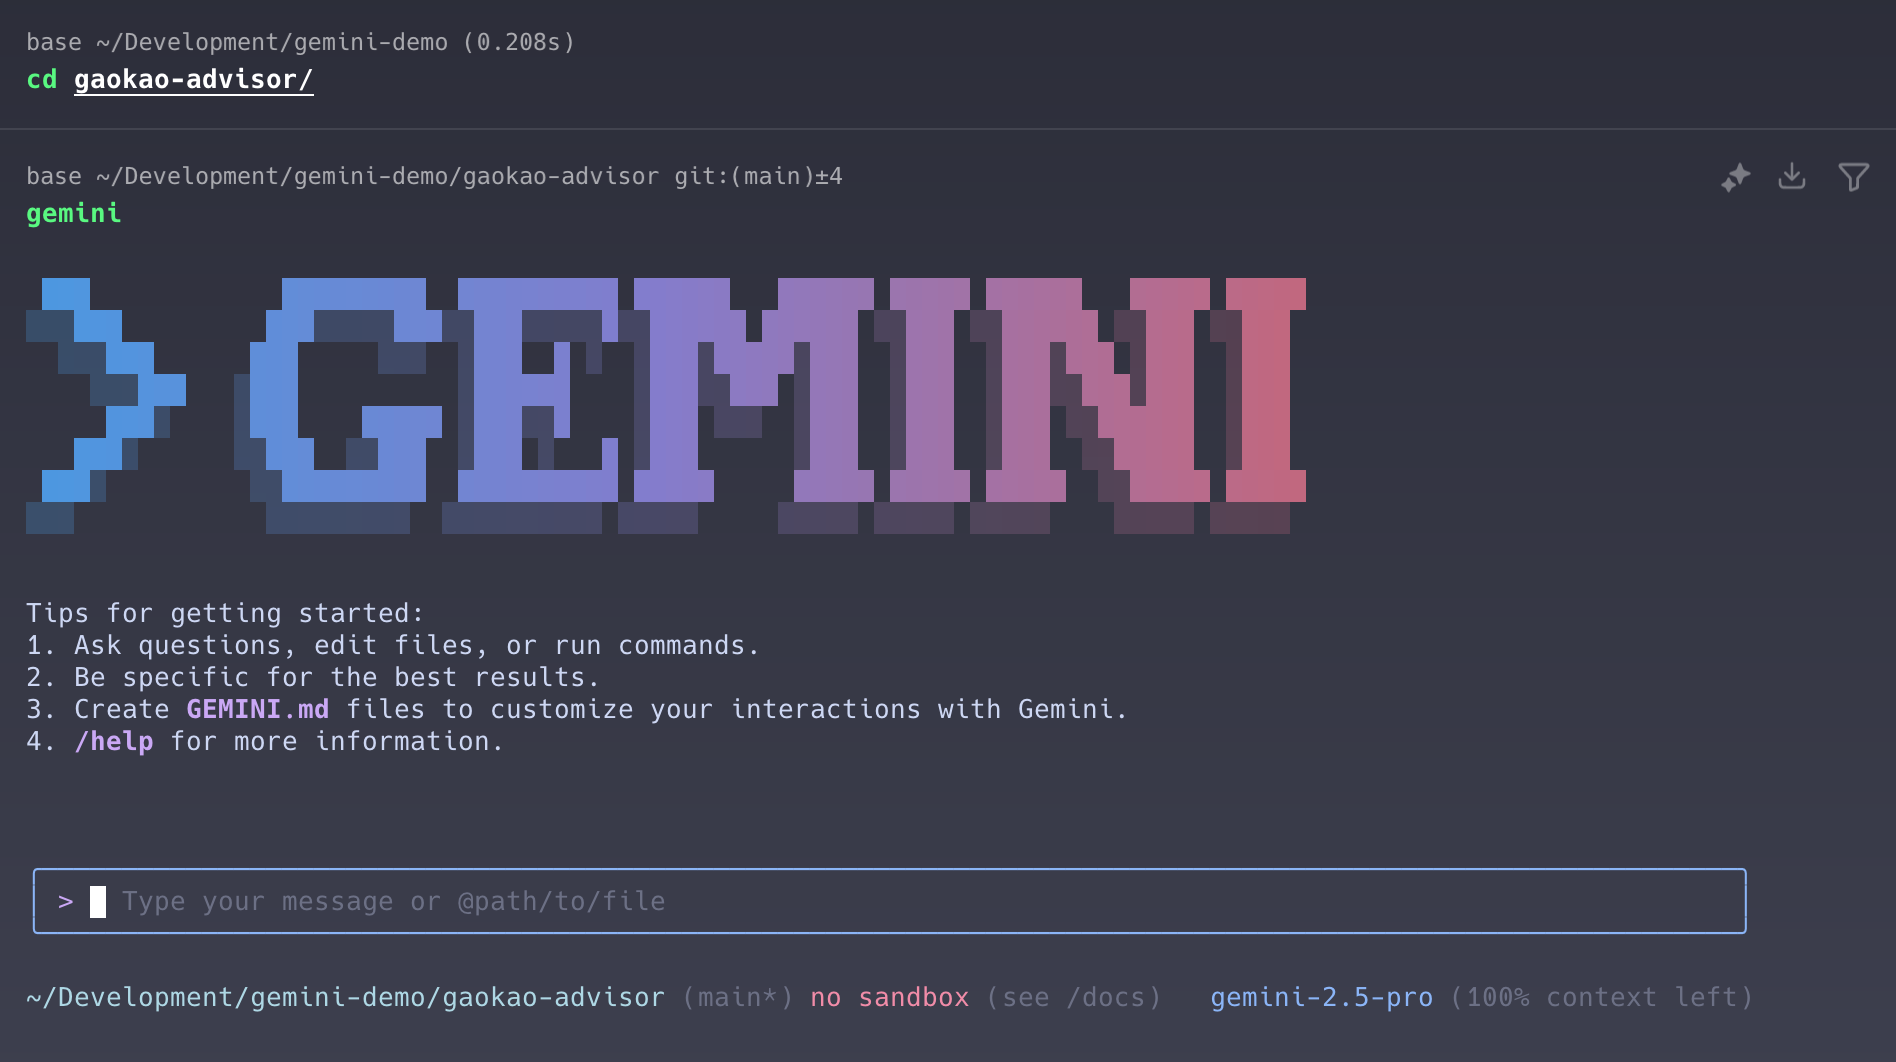 base ~/Development/gemini-demo (0.208s)
cd gaokao-advisor/
base ~/Development/gemini-demo/gaokao-advisor git:(main)±4
gemini
> GEMINI
Tips for getting started:
1. Ask questions, edit files, or run commands.
2. Be specific for the best results.
3. Create GEMINI.md files to customize your interactions with Gemini.
4. /help for more information.
> Type your message or @path/to/file
~/Development/gemini-demo/gaokao-advisor (main*) no sandbox (see /docs) gemini-2.5-pro (100% context left)